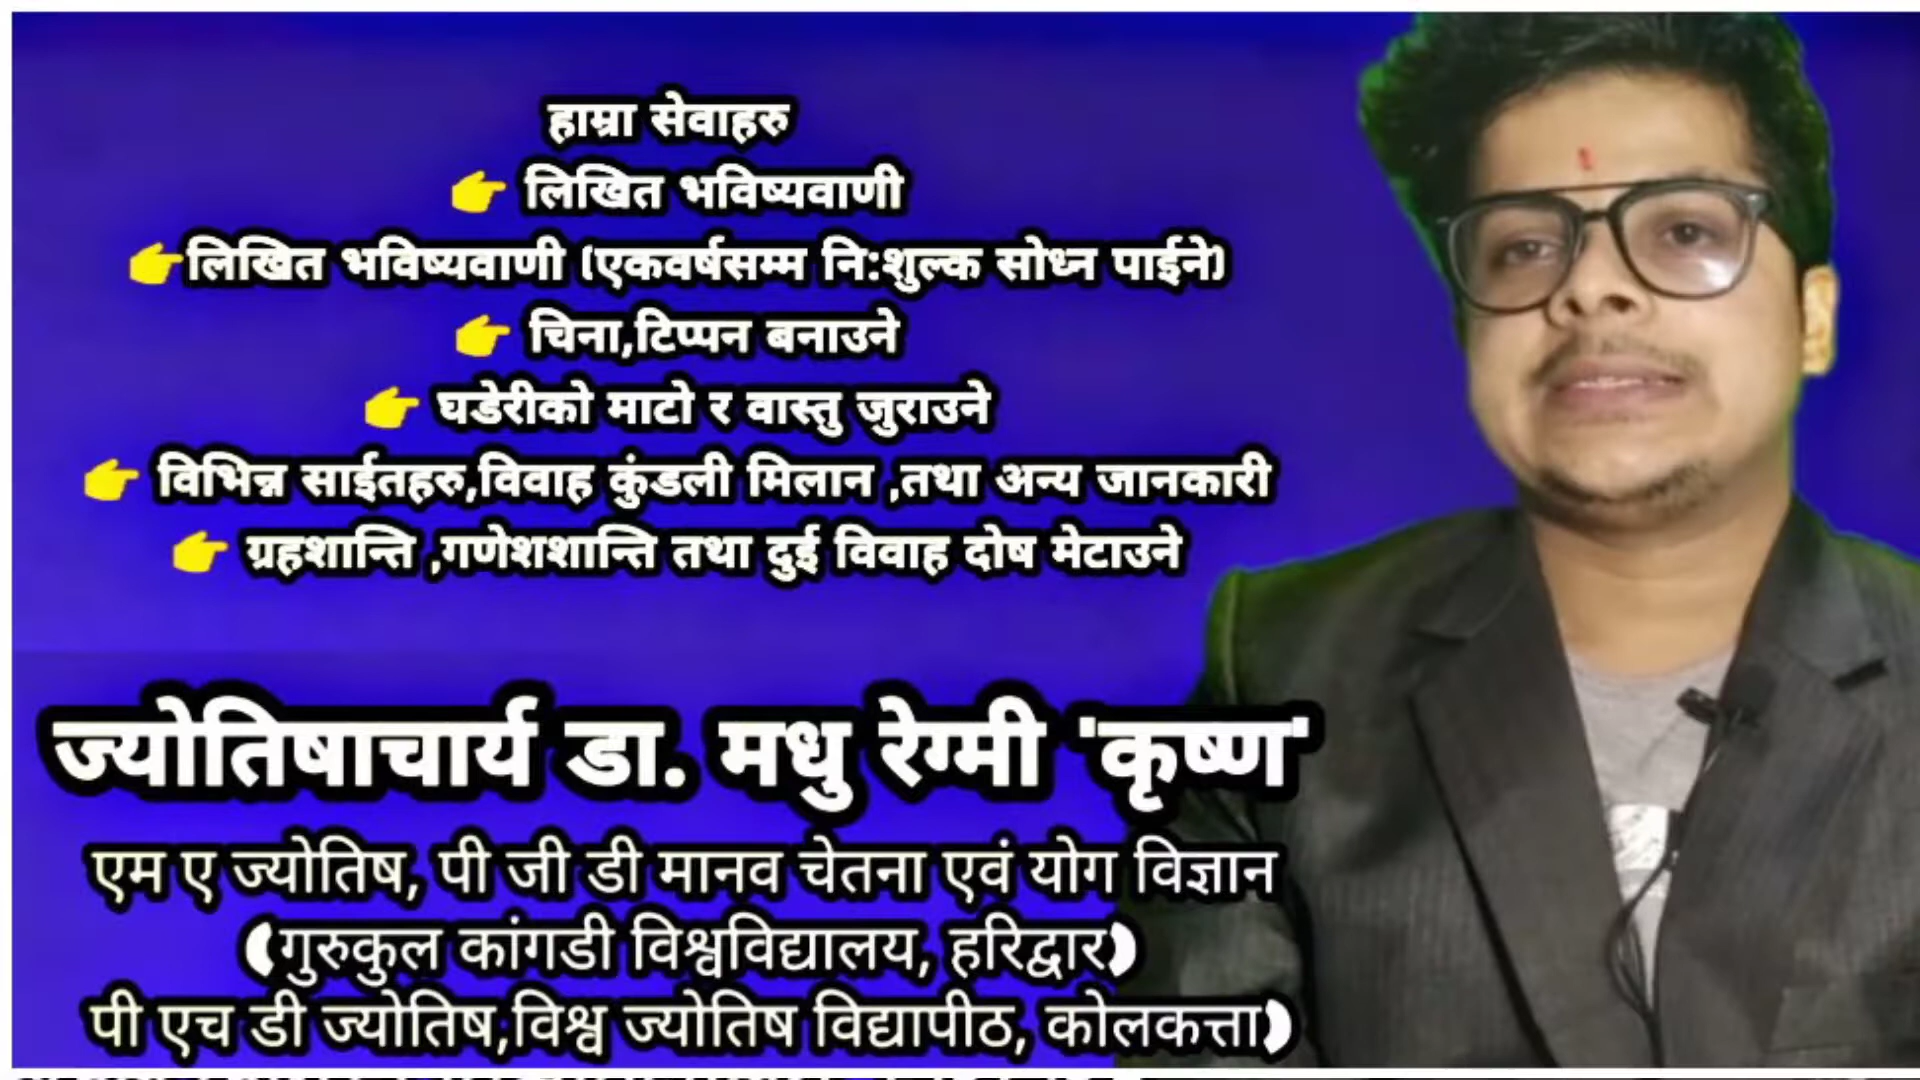 हाम्रा सेवाहरु
👉 लिखित भविष्यवाणी
👉लिखित भविष्यवाणी (एकवर्षसम्म नि:शुल्क सोध्न पाईने)
👉 चिना,टिप्पन बनाउने
👉 घडेरीको माटो र वास्तु जुराउने
👉 विभिन्न साईतहरु,विवाह कुंडली मिलान ,तथा अन्य जानकारी
👉 ग्रहशान्ति ,गणेशशान्ति तथा दुई विवाह दोष मेटाउने
ज्योतिषाचार्य डा. मधु रेग्मी 'कृष्ण'
एम ए ज्योतिष, पी जी डी मानव चेतना एवं योग विज्ञान
(गुरुकुल कांगडी विश्वविद्यालय, हरिद्वार)
पी एच डी ज्योतिष,विश्व ज्योतिष विद्यापीठ, कोलकत्ता)